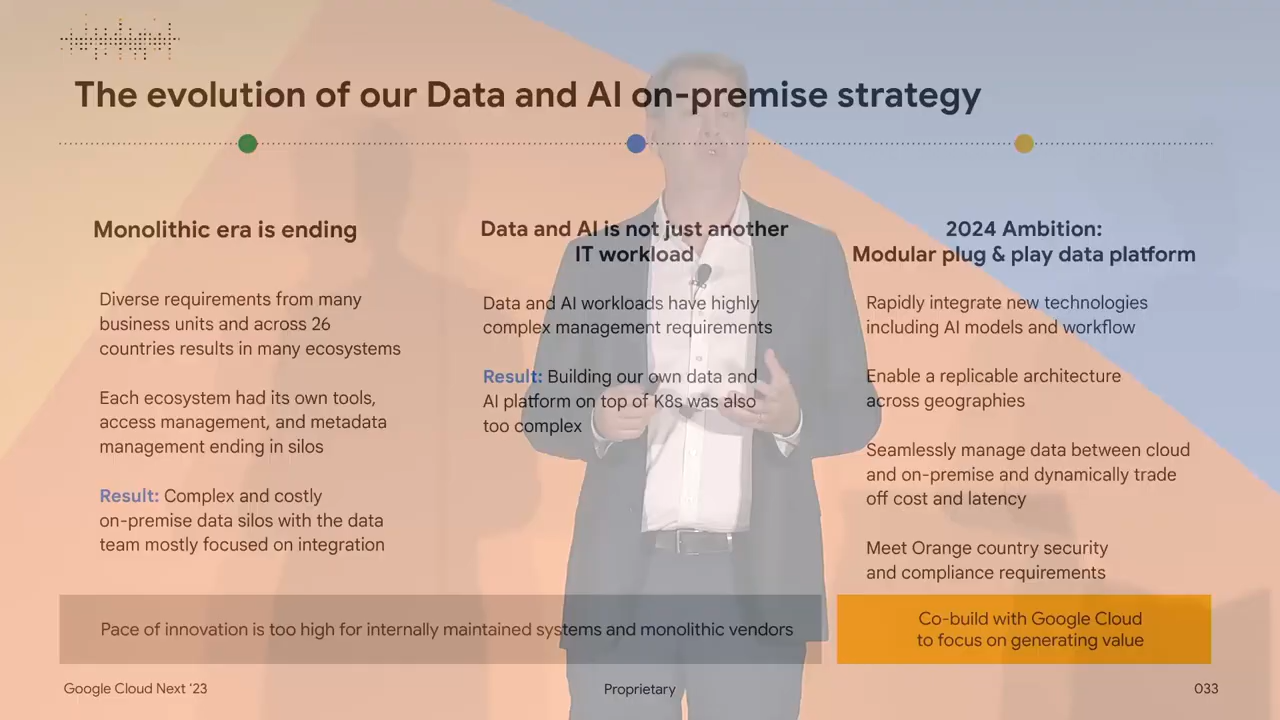 The evolution of our Data and AI on-premise strategy
Monolithic era is ending
Diverse requirements from many
business units and across 26
countries results in many ecosystems
Each ecosystem had its own tools,
access management, and metadata
management ending in silos
Result: Complex and costly
on-premise data silos with the data
team mostly focused on integration
Data and AI is not just another
IT workload
Data and AI workloads have highly
complex management requirements
Result: Building our own data and
AI platform on top of K8s was also
too complex
2024 Ambition:
Modular plug & play data platform
Rapidly integrate new technologies
including AI models and workflow
Enable a replicable architecture
across geographies
Seamlessly manage data between cloud
and on-premise and dynamically trade
off cost and latency
Meet Orange country security
and compliance requirements
Pace of innovation is too high for internally maintained systems and monolithic vendors
Co-build with Google Cloud
to focus on generating value
Google Cloud Next '23
Proprietary
033